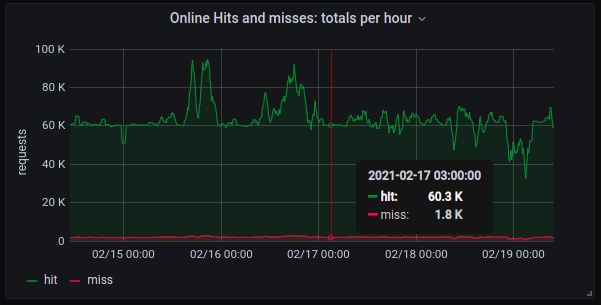 Online Hits and misses: totals per hour
100 K
80 K
60 K
40 K
20 K
0
requests
2021-02-17 03:00:00
hit: 60.3 K
miss: 1.8 K
02/15 00:00 02/16 00:00 02/17 00:00 02/18 00:00 02/19 00:00
hit miss